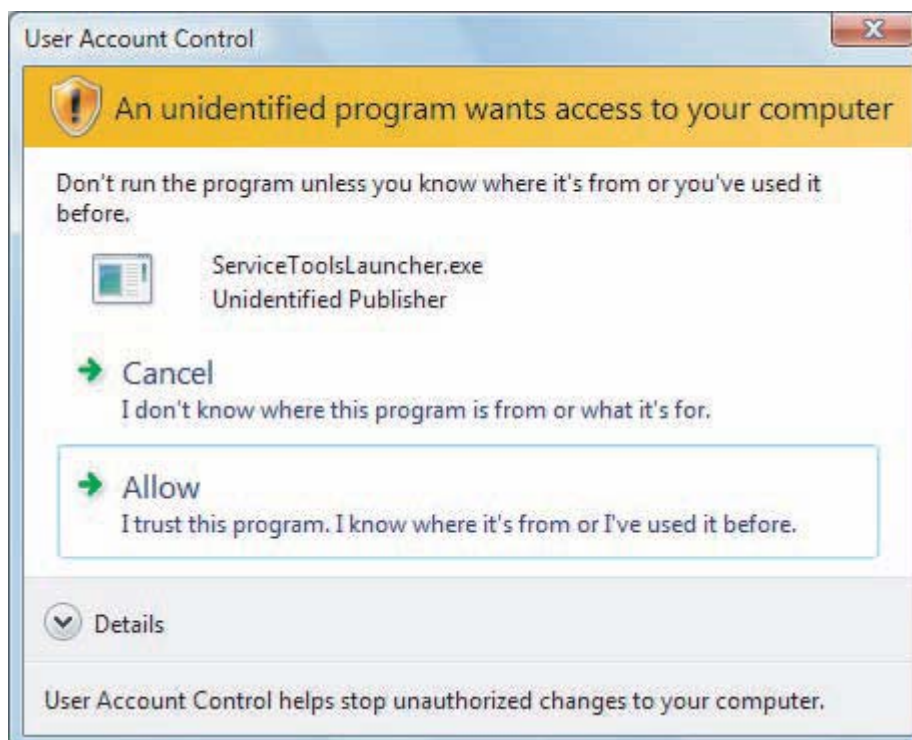 User Account Control
An unidentified program wants access to your computer
Don't run the program unless you know where it's from or you've used it
before.
ServiceToolsLauncher.exe
Unidentified Publisher
Cancel
I don't know where this program is from or what it's for.
Allow
I trust this program. I know where it's from or I've used it before.
Details
User Account Control helps stop unauthorized changes to your computer.